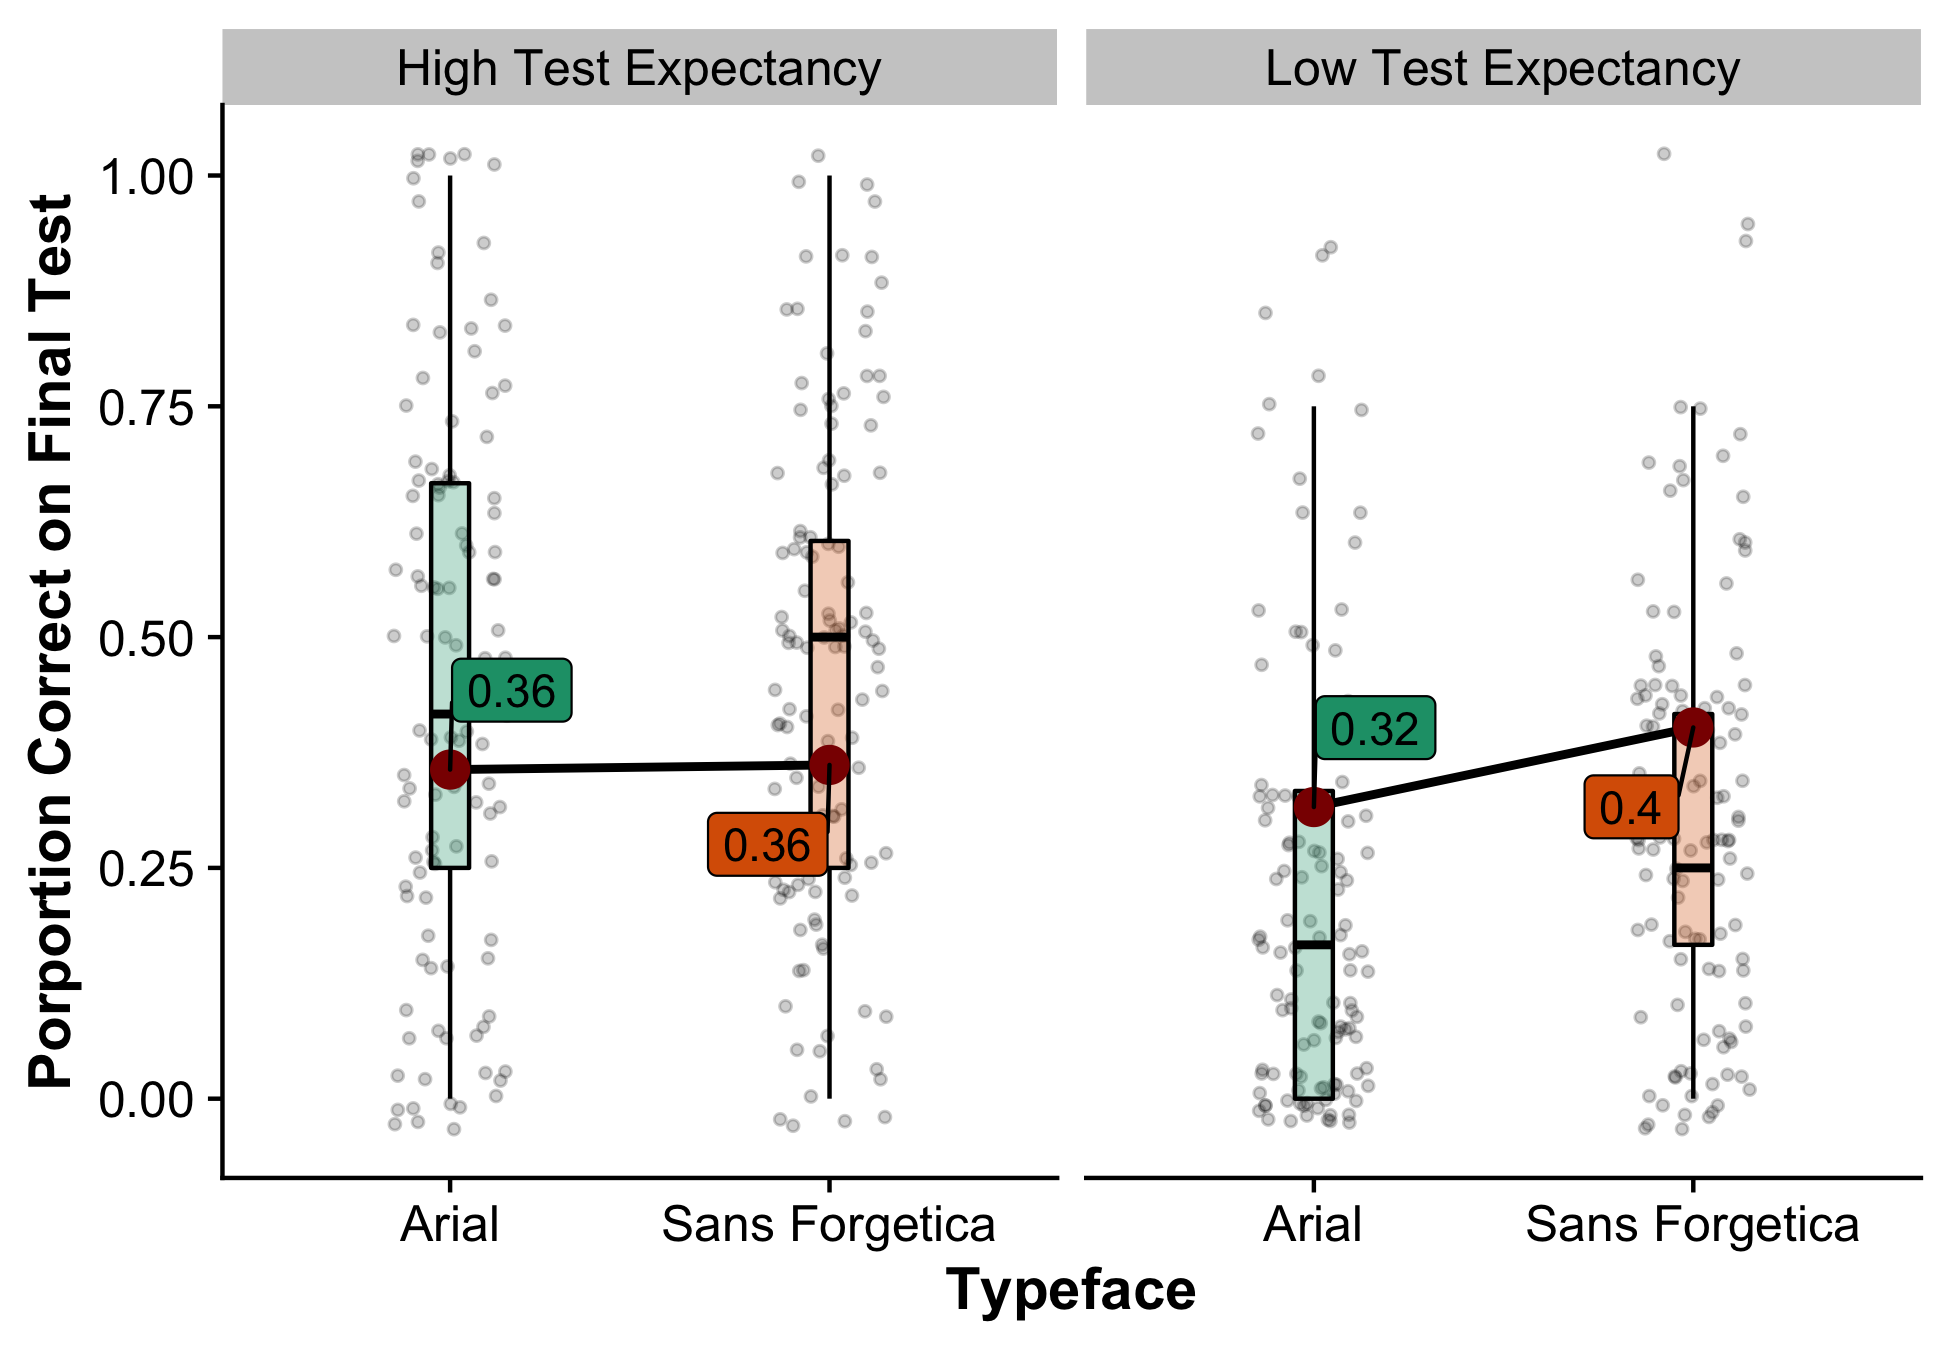 High Test Expectancy
Low Test Expectancy
Porportion Correct on Final Test
1.00
0.75
0.50
0.25
0.00
0.36
0.36
0.32
0.4
Arial
Sans Forgetica
Arial
Sans Forgetica
Typeface